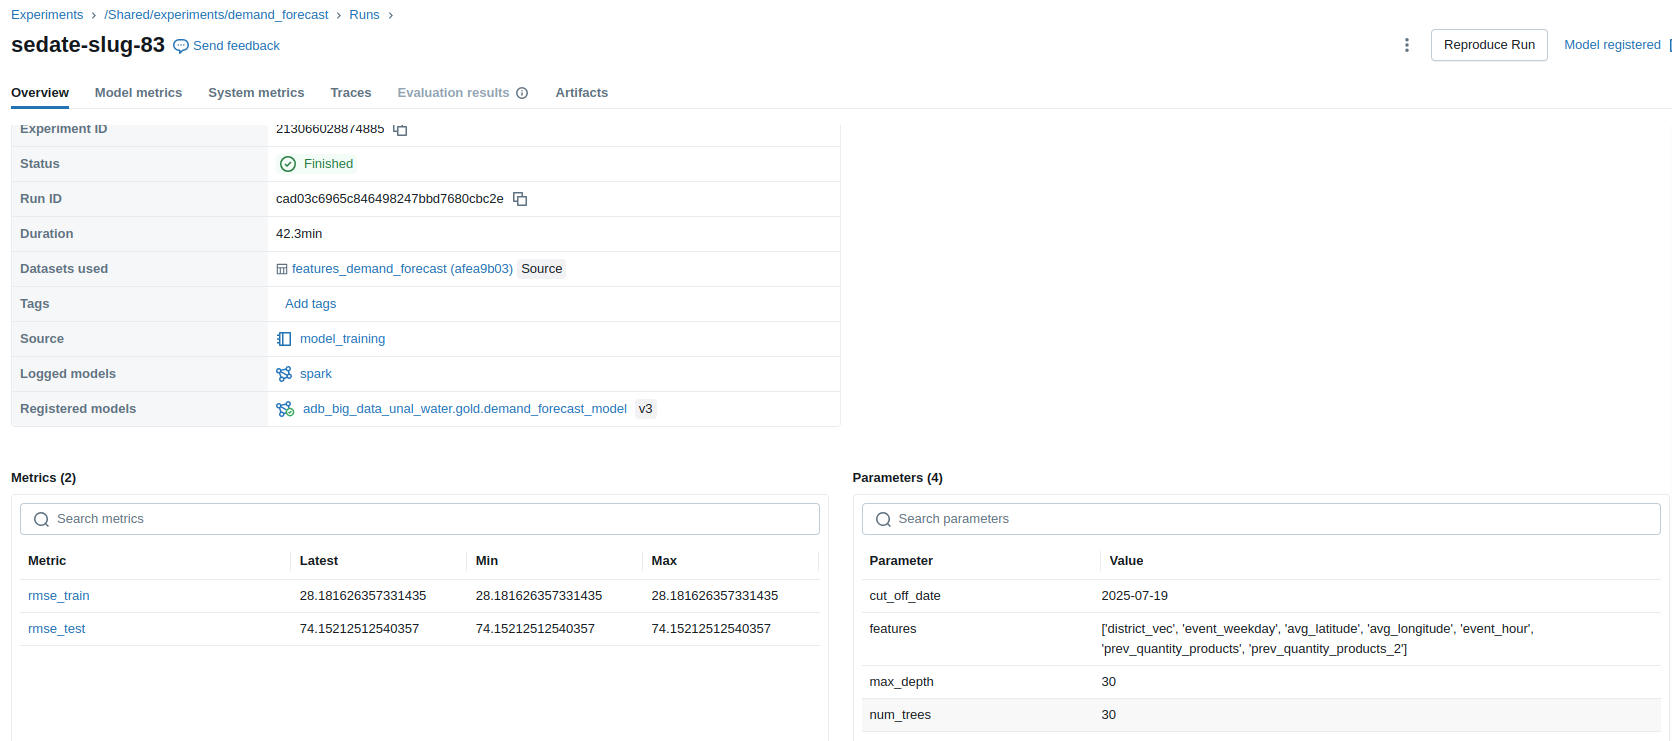 Experiments › /Shared/experiments/demand_forecast › Runs ›
sedate-slug-83 Send feedback
Reproduce Run Model registered
Overview Model metrics System metrics Traces Evaluation results Artifacts
Experiment ID 213066028874885
Status Finished
Run ID cad03c6965c846498247bbd7680cbc2e
Duration 42.3min
Datasets used features_demand_forecast (afea9b03) Source
Tags Add tags
Source model_training
Logged models spark
Registered models adb_big_data_unal_water.gold.demand_forecast_model v3
Metrics (2)
Search metrics
Metric Latest Min Max
rmse_train 28.181626357331435 28.181626357331435 28.181626357331435
rmse_test 74.15212512540357 74.15212512540357 74.15212512540357
Parameters (4)
Search parameters
Parameter Value
cut_off_date 2025-07-19
features ['district_vec', 'event_weekday', 'avg_latitude', 'avg_longitude', 'event_hour',
'prev_quantity_products', 'prev_quantity_products_2']
max_depth 30
num_trees 30